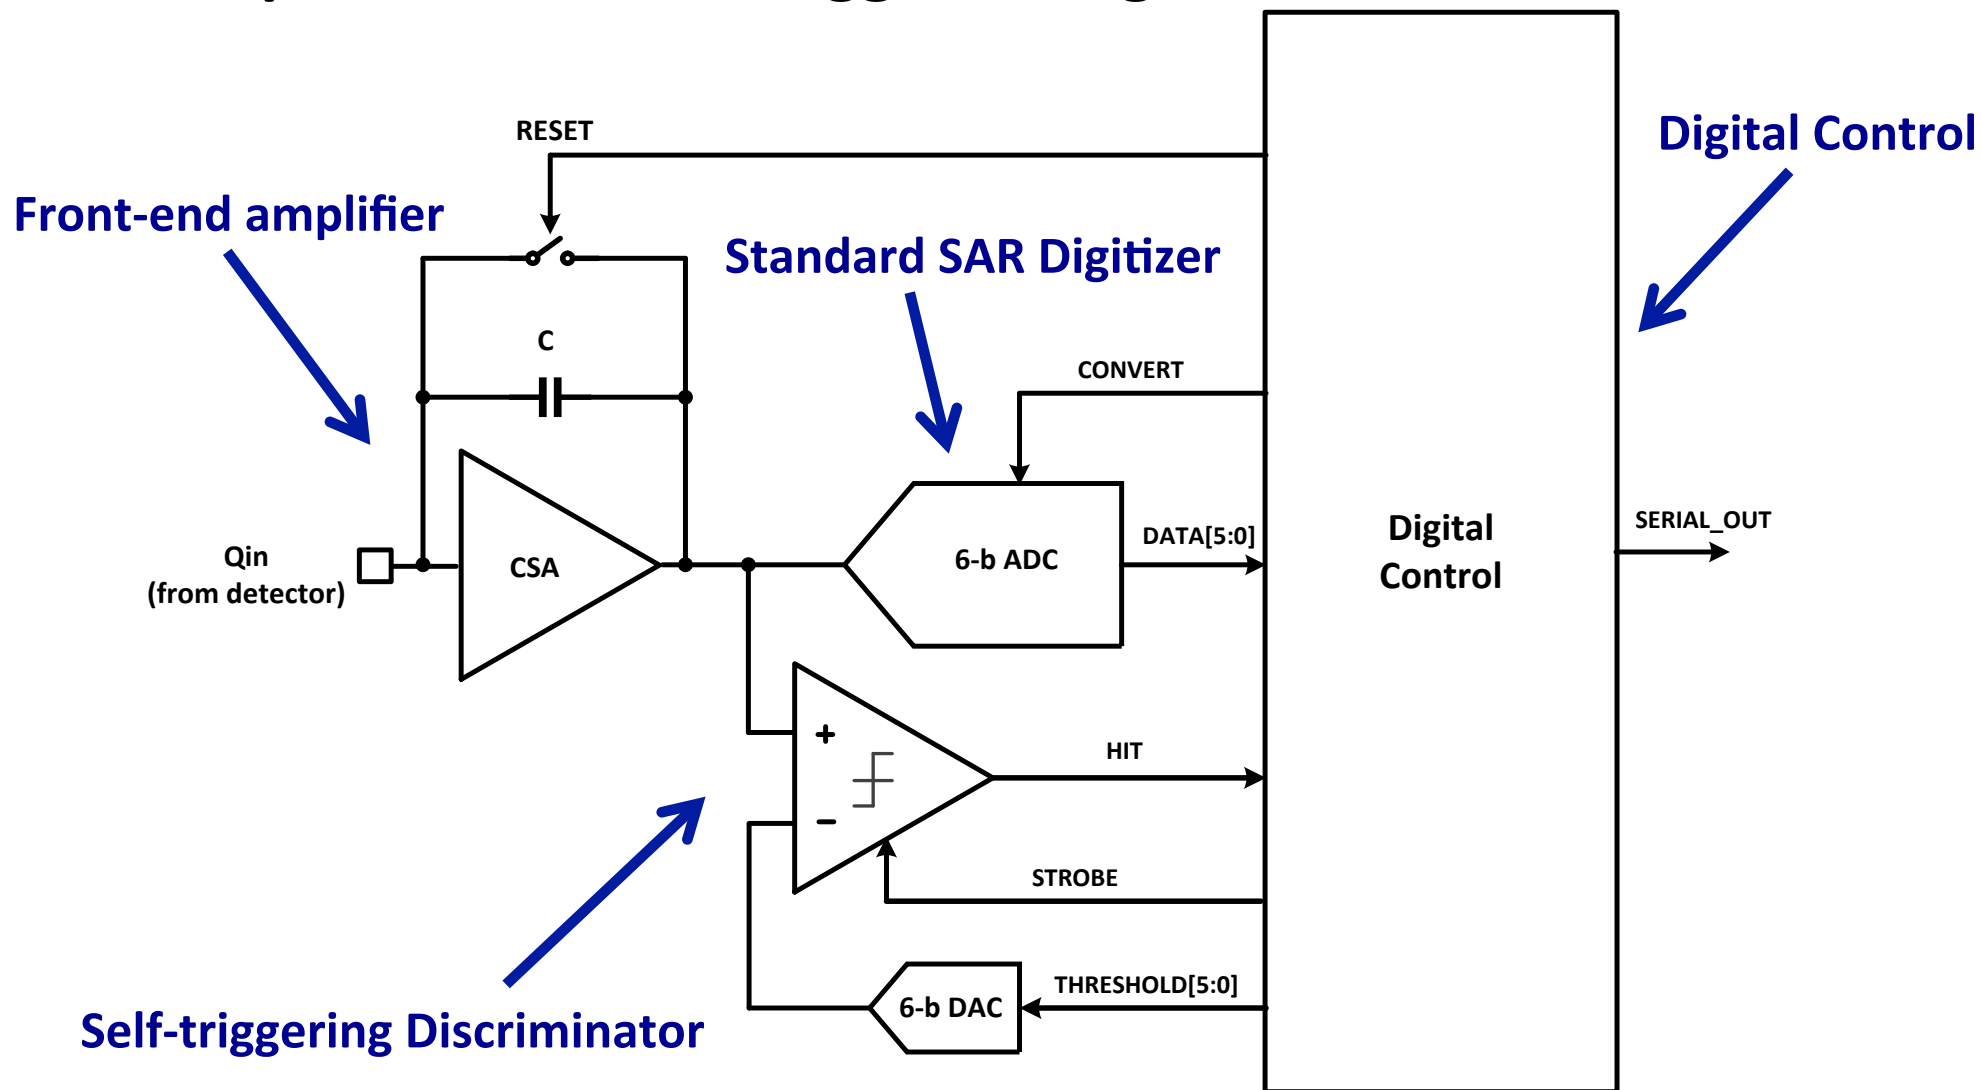 RESET
Digital Control
Front-end amplifier
Standard SAR Digitizer
C
CONVERT
Qin
(from detector)
CSA
6-b ADC
DATA[5:0]
Digital
Control
SERIAL_OUT
+
−
HIT
STROBE
6-b DAC
THRESHOLD[5:0]
Self-triggering Discriminator